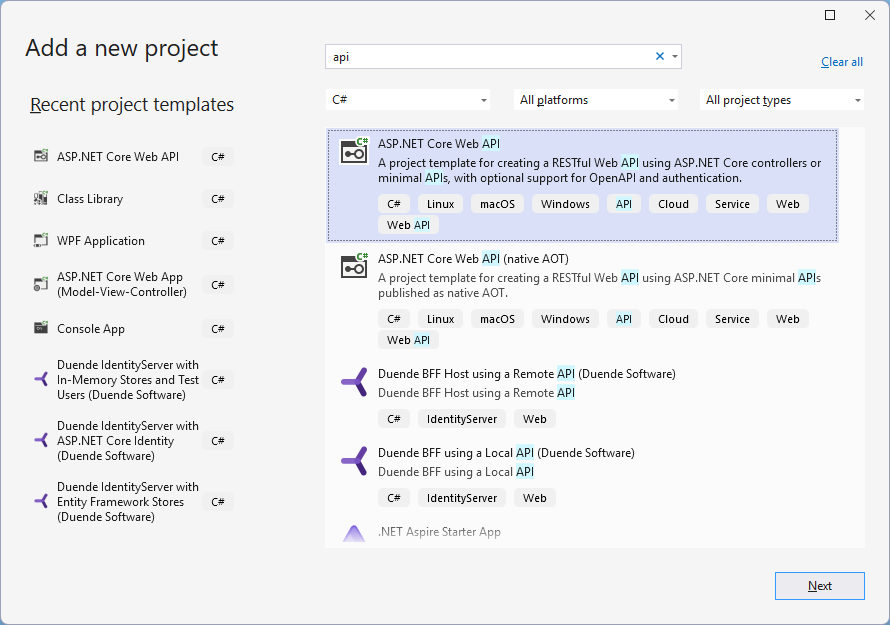 Add a new project
api
Clear all
Recent project templates
C#
All platforms
All project types
ASP.NET Core Web API
C#
Class Library
C#
WPF Application
C#
ASP.NET Core Web App
(Model-View-Controller)
C#
Console App
C#
Duende IdentityServer with
In-Memory Stores and Test
Users (Duende Software)
C#
Duende IdentityServer with
ASP.NET Core Identity
(Duende Software)
C#
Duende IdentityServer with
Entity Framework Stores
(Duende Software)
C#
C#
ASP.NET Core Web API
A project template for creating a RESTful Web API using ASP.NET Core controllers or
minimal APIs, with optional support for OpenAPI and authentication.
C# Linux macOS Windows API Cloud Service Web
Web API
C#
ASP.NET Core Web API (native AOT)
A project template for creating a RESTful Web API using ASP.NET Core minimal APIs
published as native AOT.
C# Linux macOS Windows API Cloud Service Web
Web API
Duende BFF Host using a Remote API (Duende Software)
Duende BFF Host using a Remote API
C# IdentityServer Web
Duende BFF using a Local API (Duende Software)
Duende BFF using a Local API
C# IdentityServer Web
.NET Aspire Starter App
Next